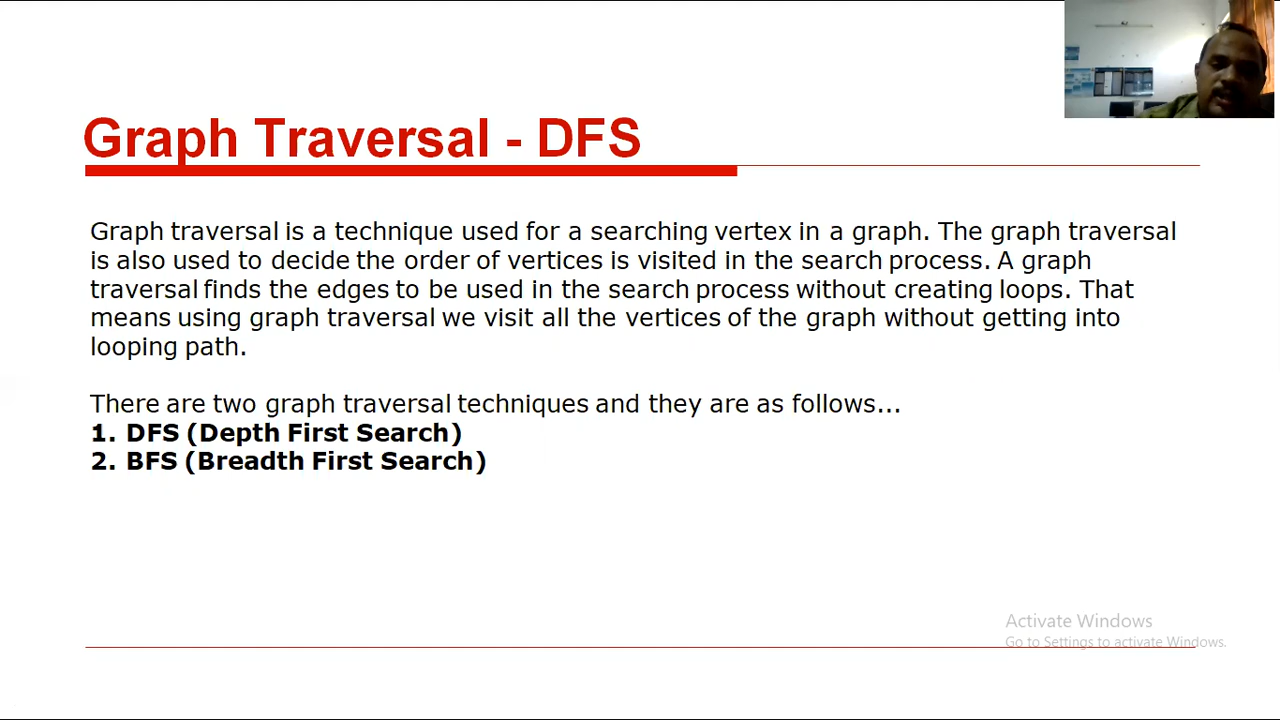 Graph Traversal - DFS
Graph traversal is a technique used for a searching vertex in a graph. The graph traversal
is also used to decide the order of vertices is visited in the search process. A graph
traversal finds the edges to be used in the search process without creating loops. That
means using graph traversal we visit all the vertices of the graph without getting into
looping path.
There are two graph traversal techniques and they are as follows...
1. DFS (Depth First Search)
2. BFS (Breadth First Search)
Activate Windows
Go to Settings to activate Windows.